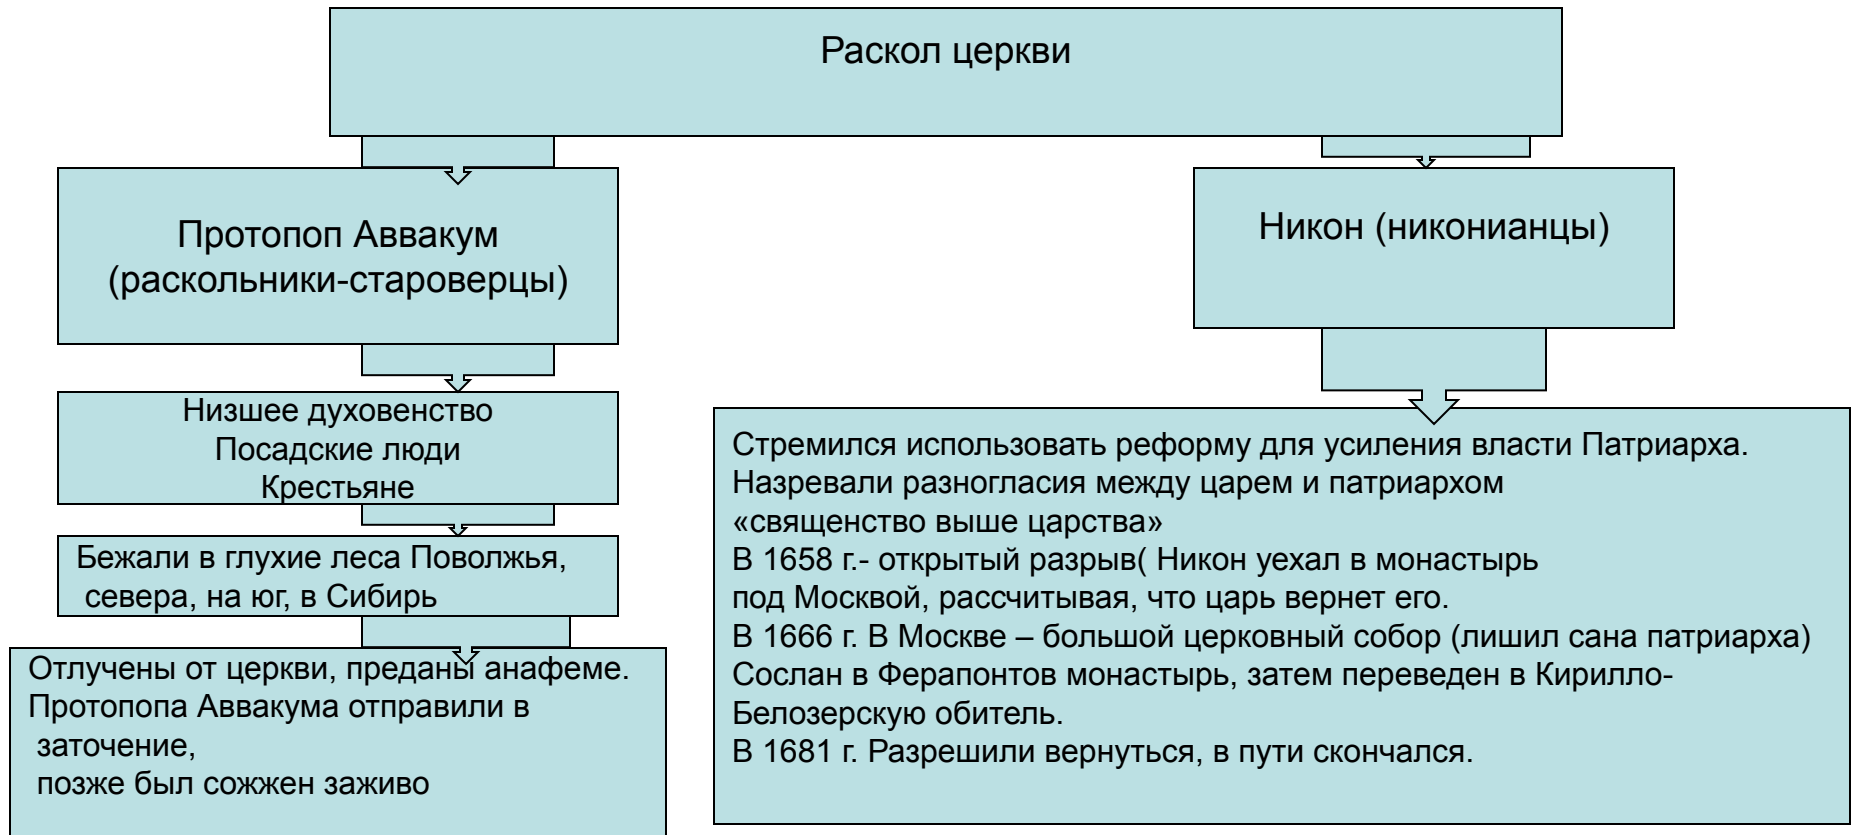 Раскол церкви
Протопоп Аввакум
(раскольники-староверцы)
Низшее духовенство
Посадские люди
Крестьяне
Бежали в глухие леса Поволжья,
севера, на юг, в Сибирь
Отлучены от церкви, преданы анафеме.
Протопопа Аввакума отправили в
заточение,
позже был сожжен заживо
Никон (никонианцы)
Стремился использовать реформу для усиления власти Патриарха.
Назревали разногласия между царем и патриархом
«священство выше царства»
В 1658 г.- открытый разрыв( Никон уехал в монастырь
под Москвой, рассчитывая, что царь вернет его.
В 1666 г. В Москве – большой церковный собор (лишил сана патриарха)
Сослан в Ферапонтов монастырь, затем переведен в Кирилло-
Белозерскую обитель.
В 1681 г. Разрешили вернуться, в пути скончался.